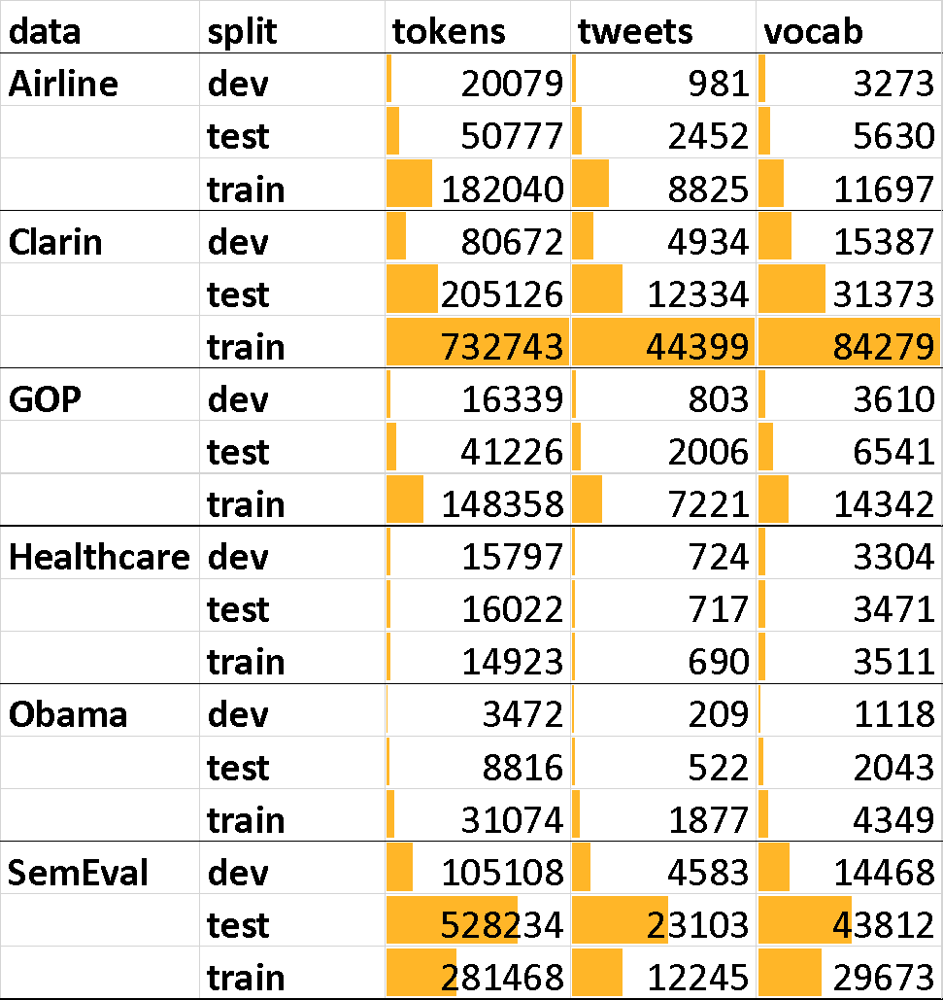 data split tokens tweets vocab
Airline dev 20079 981 3273
test 50777 2452 5630
train 182040 8825 11697
Clarin dev 80672 4934 15387
test 205126 12334 31373
train 732743 44399 84279
GOP dev 16339 803 3610
test 41226 2006 6541
train 148358 7221 14342
Healthcare dev 15797 724 3304
test 16022 717 3471
train 14923 690 3511
Obama dev 3472 209 1118
test 8816 522 2043
train 31074 1877 4349
SemEval dev 105108 4583 14468
test 528234 23103 43812
train 281468 12245 29673